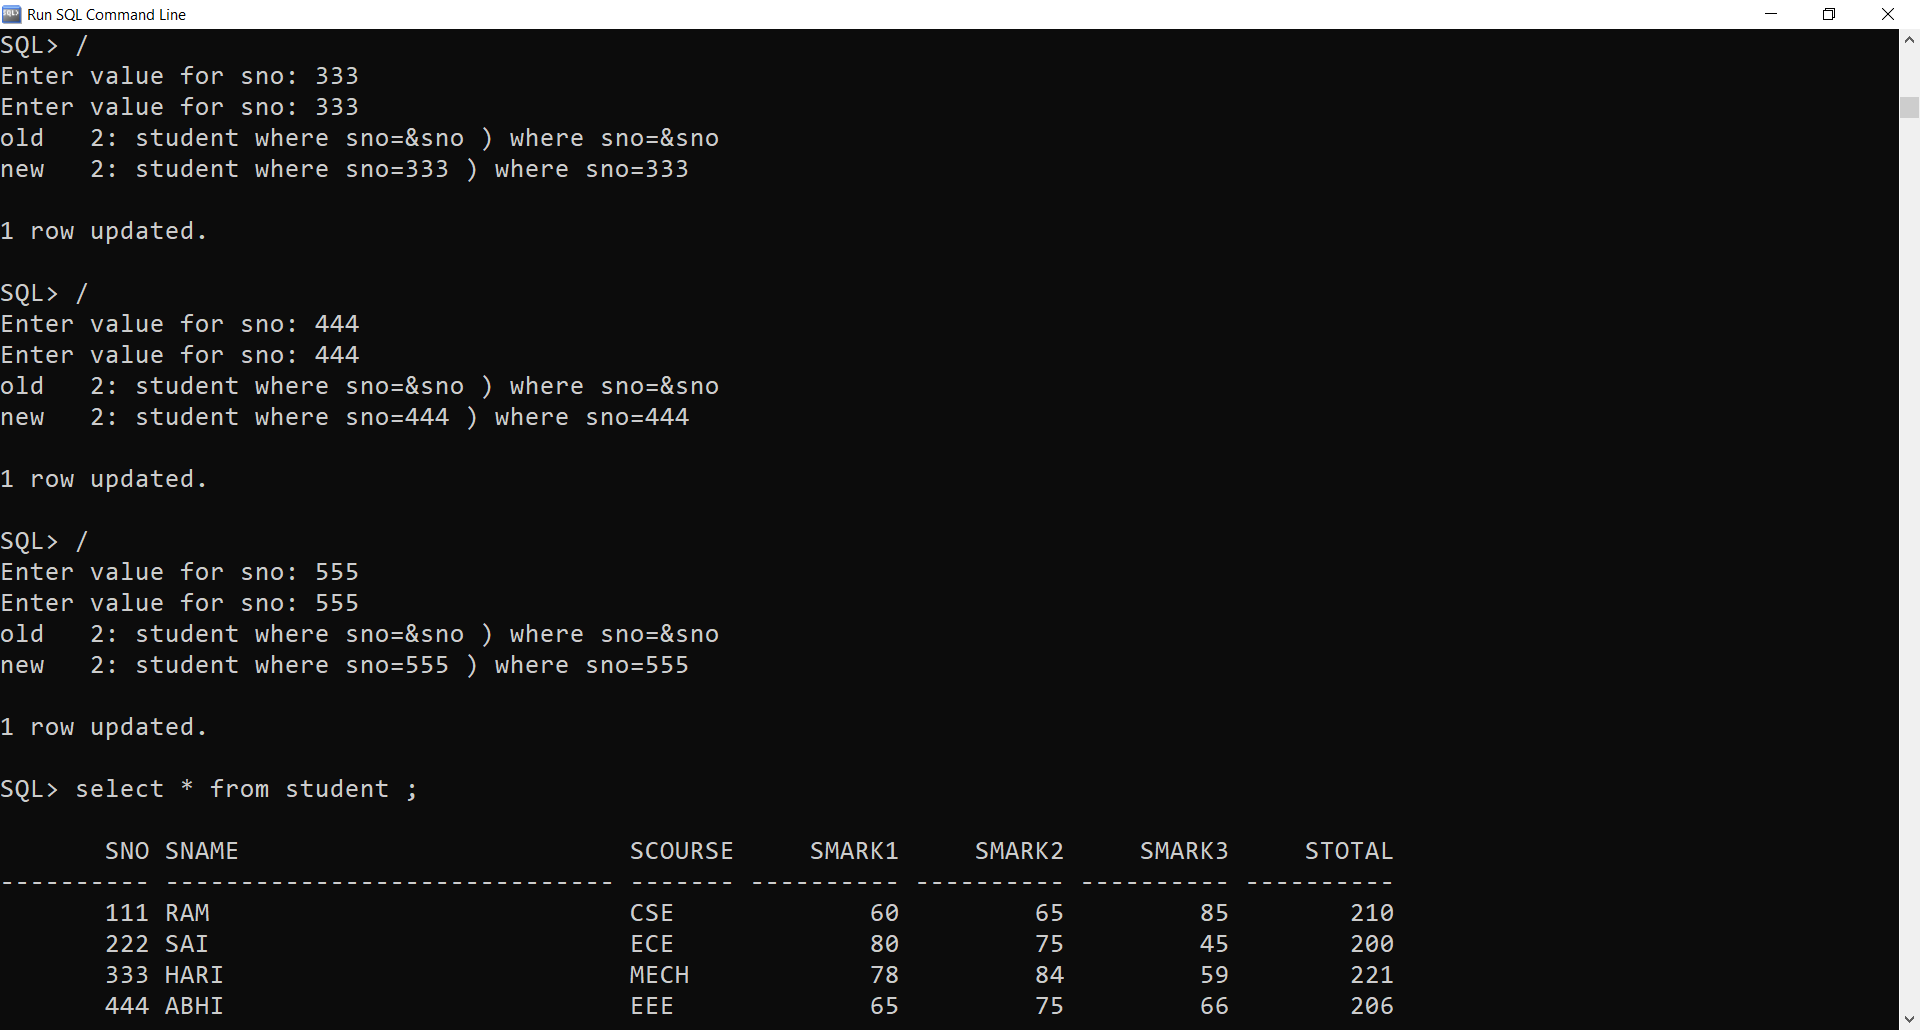 Run SQL Command Line
SQL> /
Enter value for sno: 333
Enter value for sno: 333
old   2: student where sno=&sno ) where sno=&sno
new   2: student where sno=333 ) where sno=333
1 row updated.
SQL> /
Enter value for sno: 444
Enter value for sno: 444
old   2: student where sno=&sno ) where sno=&sno
new   2: student where sno=444 ) where sno=444
1 row updated.
SQL> /
Enter value for sno: 555
Enter value for sno: 555
old   2: student where sno=&sno ) where sno=&sno
new   2: student where sno=555 ) where sno=555
1 row updated.
SQL> select * from student ;
SNO SNAME                          SCOURSE     SMARK1     SMARK2     SMARK3     STOTAL
---------- ------------------------------ ------- ---------- ---------- ---------- ----------
111 RAM                            CSE             60         65         85        210
222 SAI                            ECE             80         75         45        200
333 HARI                           MECH            78         84         59        221
444 ABHI                           EEE             65         75         66        206